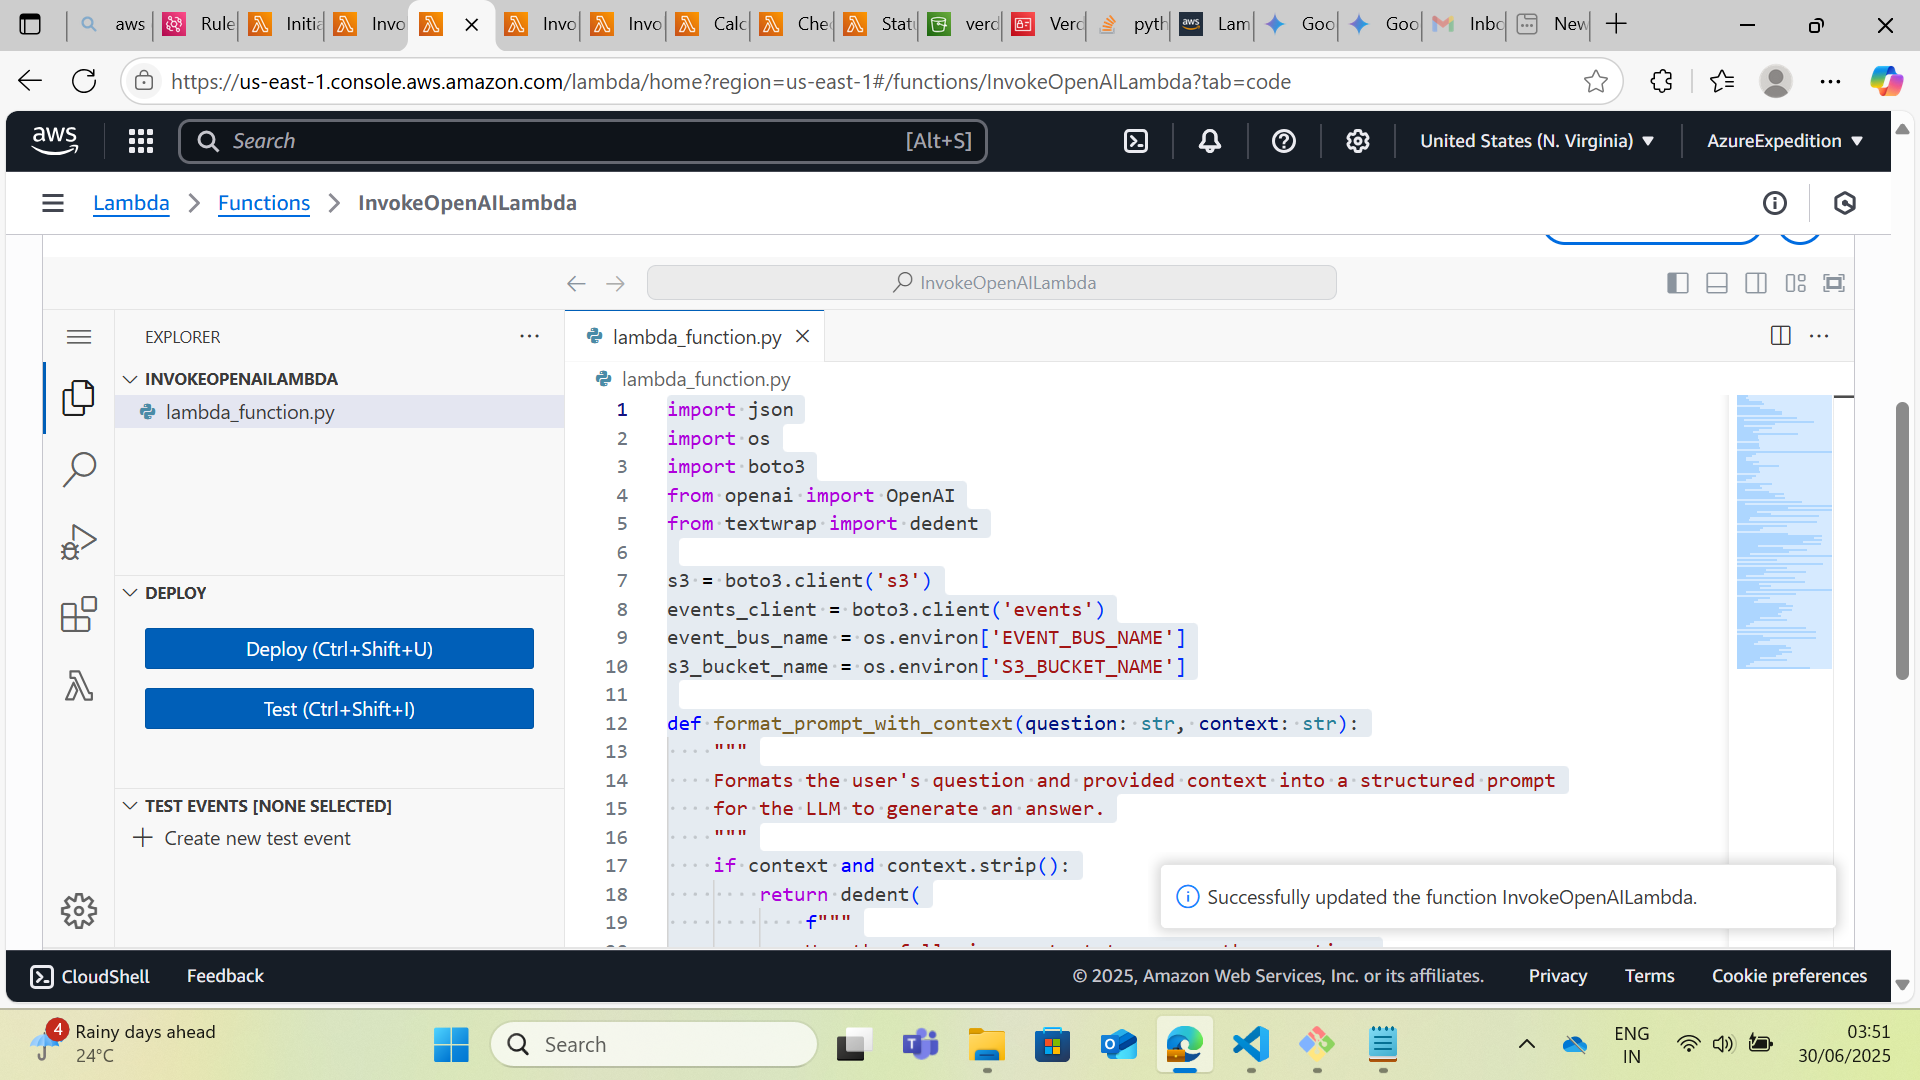 aws
Rule
Initia
Invo
Invo
Invo
Calc
Chec
Statu
verd
Verd
pyth
Lam
Goo
Goo
Inbo
New
https://us-east-1.console.aws.amazon.com/lambda/home?region=us-east-1#/functions/InvokeOpenAILambda?tab=code
aws
Search
[Alt+S]
United States (N. Virginia)
AzureExpedition
Lambda
Functions
InvokeOpenAILambda
InvokeOpenAILambda
EXPLORER
INVOKEOPENAILAMBDA
lambda_function.py
DEPLOY
Deploy (Ctrl+Shift+U)
Test (Ctrl+Shift+I)
TEST EVENTS [NONE SELECTED]
Create new test event
lambda_function.py
lambda_function.py
1 import json
2 import os
3 import boto3
4 from openai import OpenAI
5 from textwrap import dedent
6
7 s3 = boto3.client('s3')
8 events_client = boto3.client('events')
9 event_bus_name = os.environ['EVENT_BUS_NAME']
10 s3_bucket_name = os.environ['S3_BUCKET_NAME']
11
12 def format_prompt_with_context(question: str, context: str):
13 """
14 Formats the user's question and provided context into a structured prompt
15 for the LLM to generate an answer.
16 """
17 if context and context.strip():
18 return dedent(
19 f"""
Successfully updated the function InvokeOpenAILambda.
CloudShell
Feedback
© 2025, Amazon Web Services, Inc. or its affiliates.
Privacy
Terms
Cookie preferences
4
Rainy days ahead
24°C
Search
ENG
IN
03:51
30/06/2025